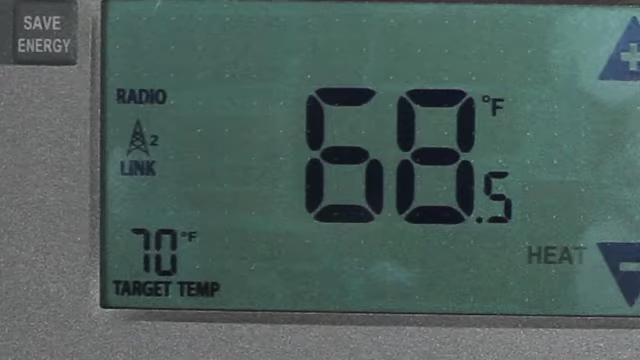 SAVE
ENERGY
RADIO
2
LINK
68.5 °F
70 °F
TARGET TEMP
HEAT
+
-